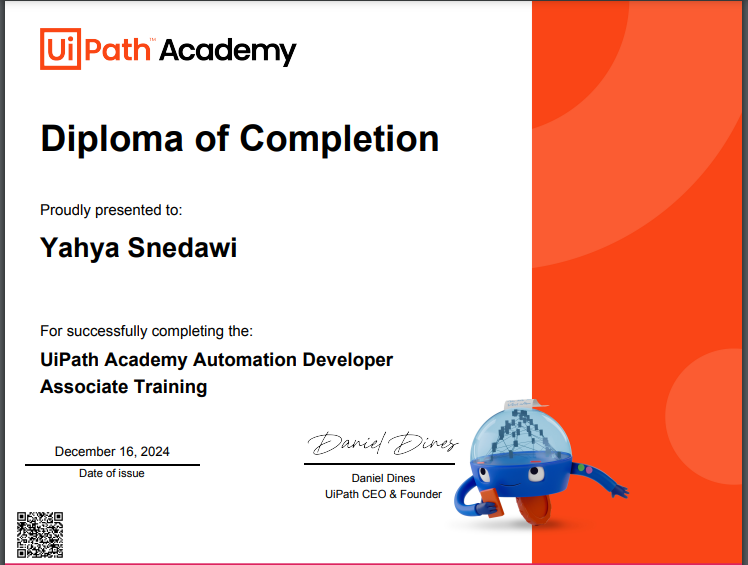 UiPath™ Academy
Diploma of Completion
Proudly presented to:
Yahya Snedawi
For successfully completing the:
UiPath Academy Automation Developer
Associate Training
December 16, 2024
Date of issue
Daniel Dines
Daniel Dines
UiPath CEO & Founder